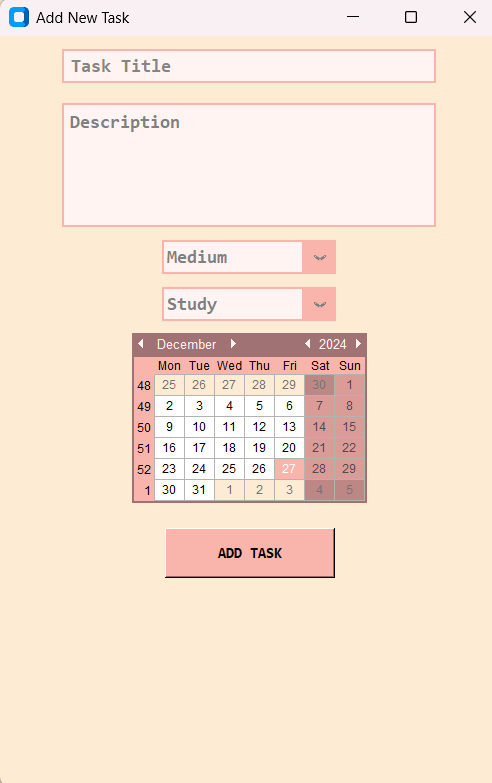 Add New Task
Task Title
Description
Medium
Study
December 2024
Mon Tue Wed Thu Fri Sat Sun
48 25 26 27 28 29 30 1
49 2 3 4 5 6 7 8
50 9 10 11 12 13 14 15
51 16 17 18 19 20 21 22
52 23 24 25 26 27 28 29
1 30 31 1 2 3 4 5
ADD TASK